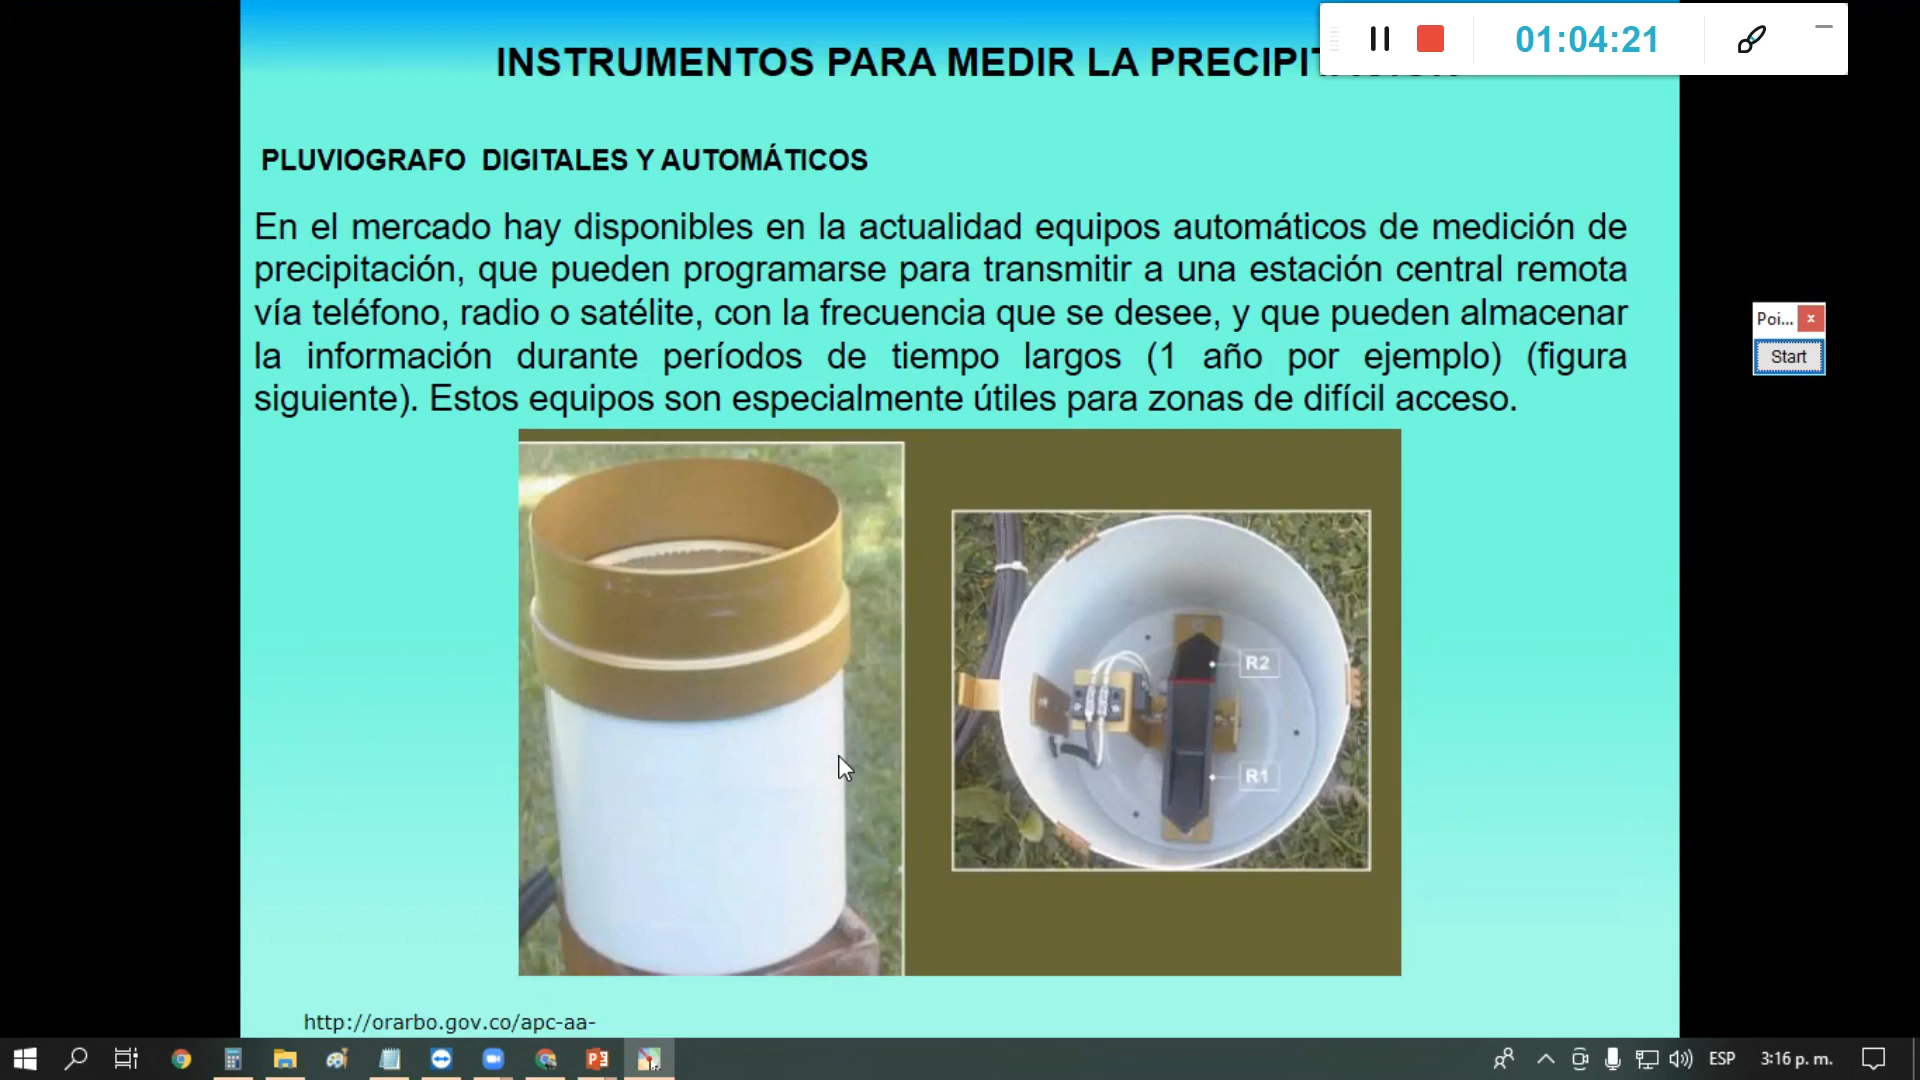 INSTRUMENTOS PARA MEDIR LA
01:04:21
PLUVIOGRAFO DIGITALES Y AUTOMÁTICOS
En el mercado hay disponibles en la actualidad equipos automáticos de medición de
precipitación, que pueden programarse para transmitir a una estación central remota
vía teléfono, radio o satélite, con la frecuencia que se desee, y que pueden almacenar
la información durante períodos de tiempo largos (1 año por ejemplo) (figura
siguiente). Estos equipos son especialmente útiles para zonas de difícil acceso.
Poi...
Start
R2
R1
http://orarbo.gov.co/apc-aa-
ESP
3:16 p. m.